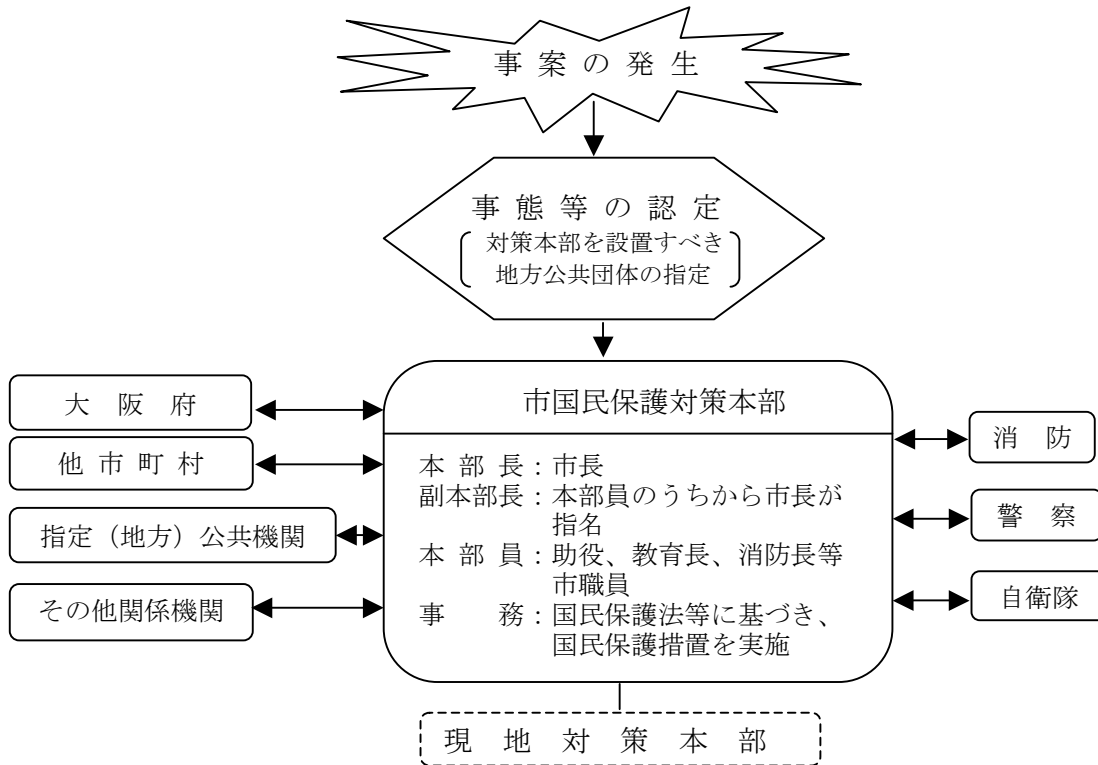 事案の発生
事態等の認定
対策本部を設置すべき
地方公共団体の指定
市国民保護対策本部
本部長：市長
副本部長：本部員のうちから市長が
指名
本部員：助役、教育長、消防長等
市職員
事　　務：国民保護法等に基づき、
国民保護措置を実施
大阪府
他市町村
指定（地方）公共機関
その他関係機関
消防
警察
自衛隊
現地対策本部